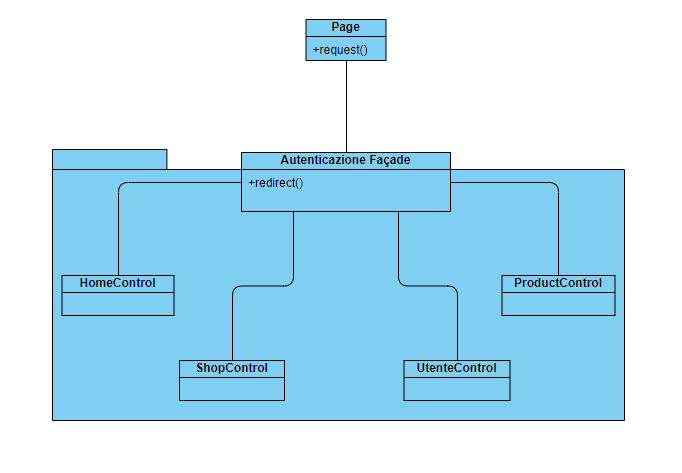 Page
+request()
Autenticazione Façade
+redirect()
HomeControl
ProductControl
ShopControl
UtenteControl